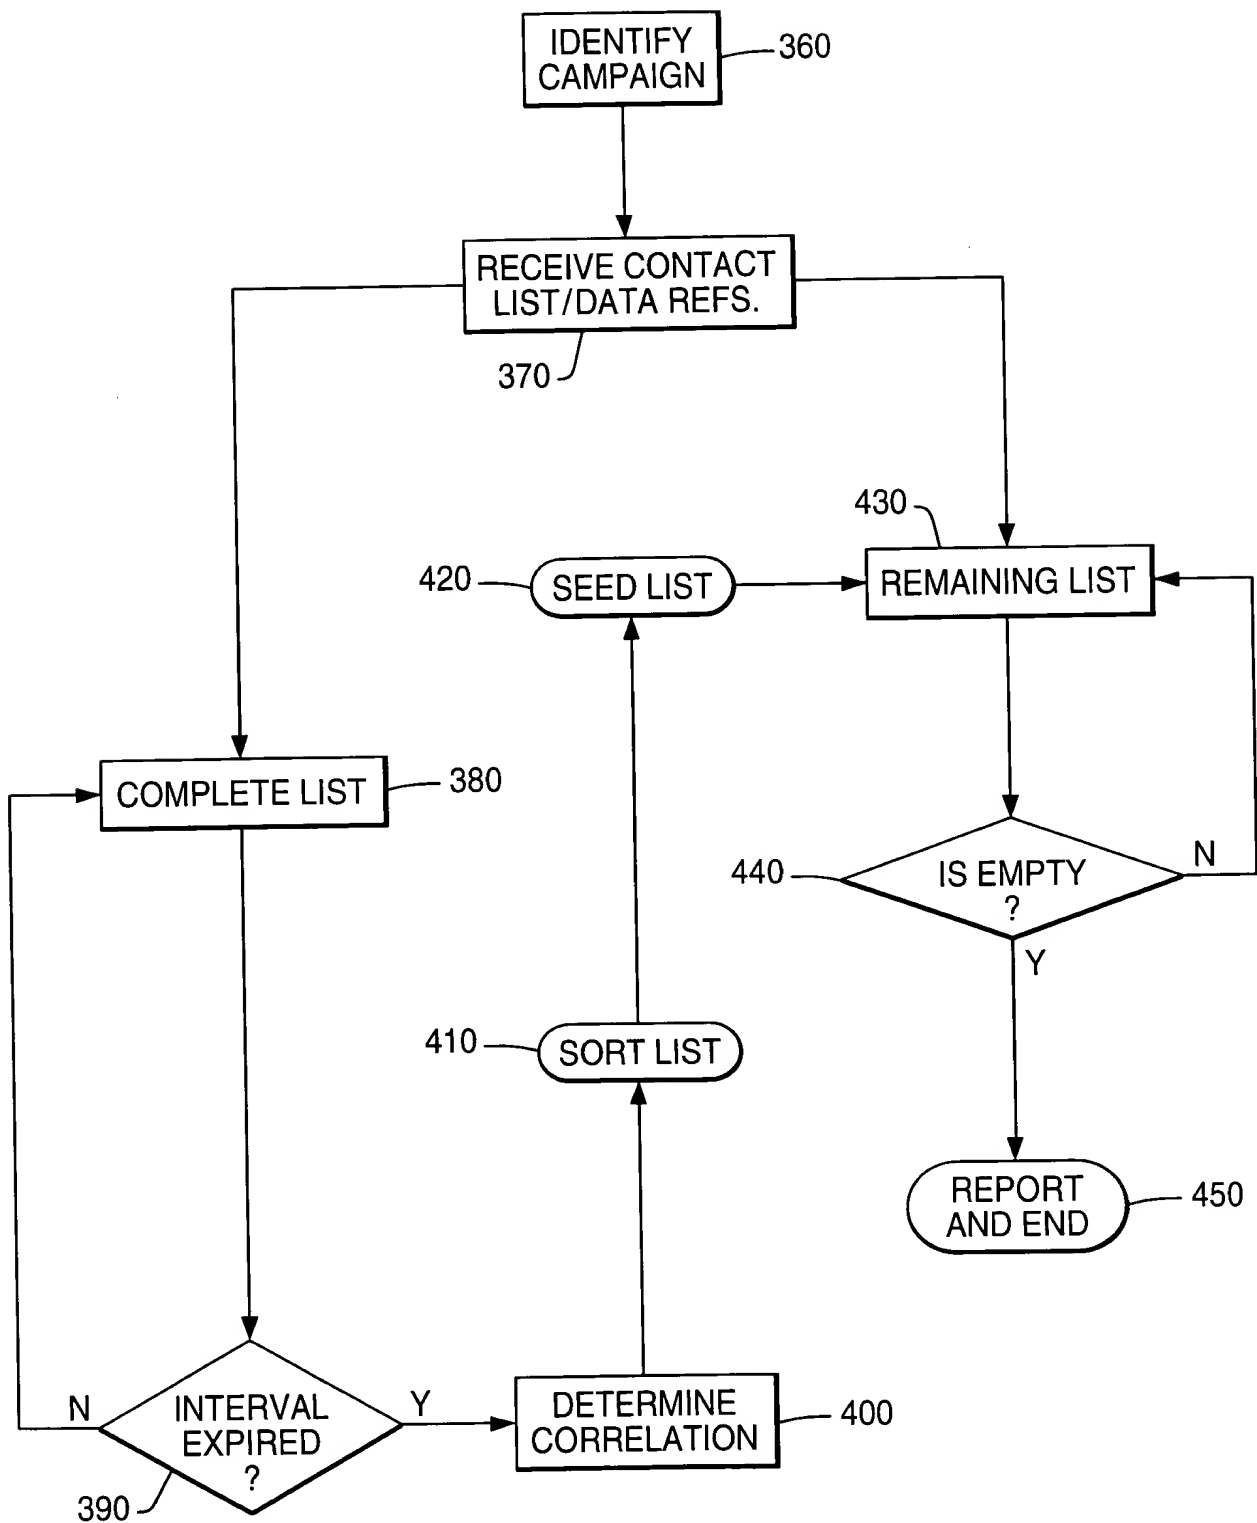 IDENTIFY
CAMPAIGN
360
RECEIVE CONTACT
LIST/DATA REFS.
370
430
420
SEED LIST
REMAINING LIST
COMPLETE LIST
380
440
IS EMPTY
?
N
Y
410
SORT LIST
REPORT
AND END
450
N
INTERVAL
EXPIRED
?
Y
390
DETERMINE
CORRELATION
400